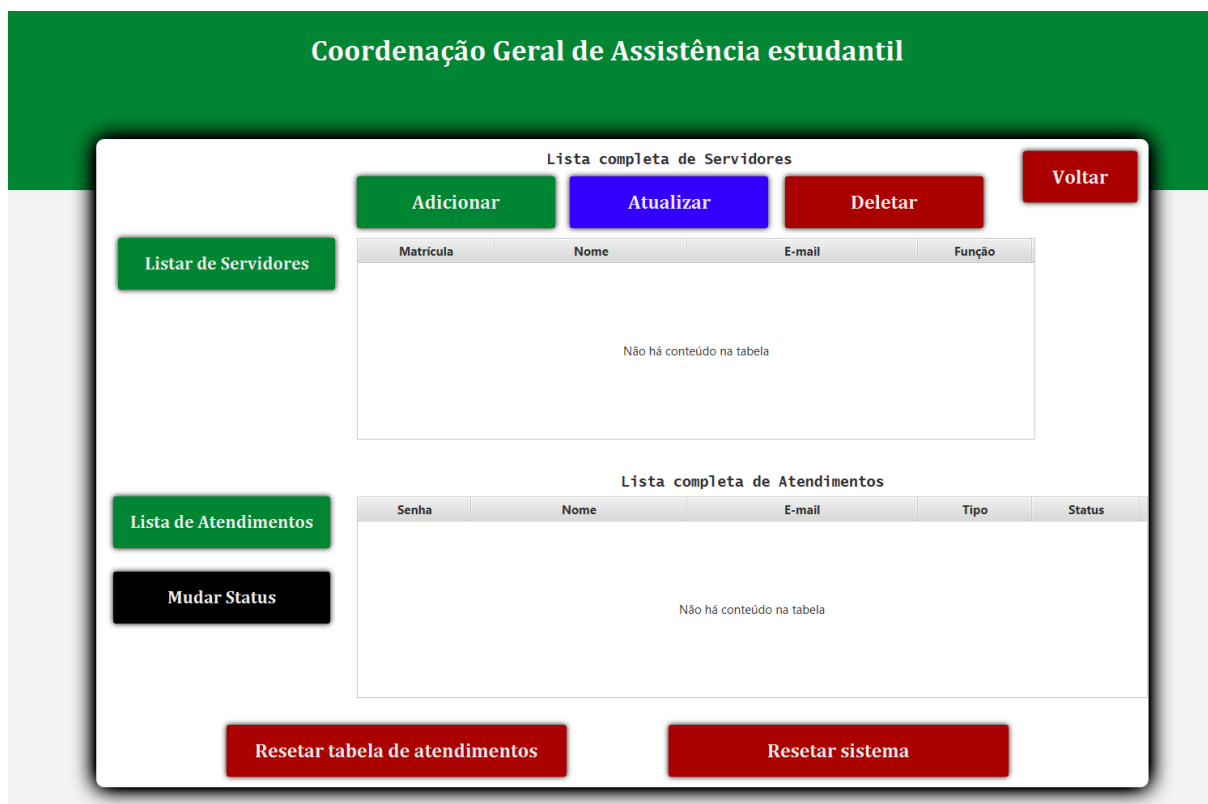 Coordenação Geral de Assistência estudantil
Lista completa de Servidores
Voltar
Adicionar Atualizar Deletar
Listar de Servidores
Matrícula Nome E-mail Função
Não há conteúdo na tabela
Lista completa de Atendimentos
Lista de Atendimentos
Senha Nome E-mail Tipo Status
Mudar Status
Não há conteúdo na tabela
Resetar tabela de atendimentos Resetar sistema